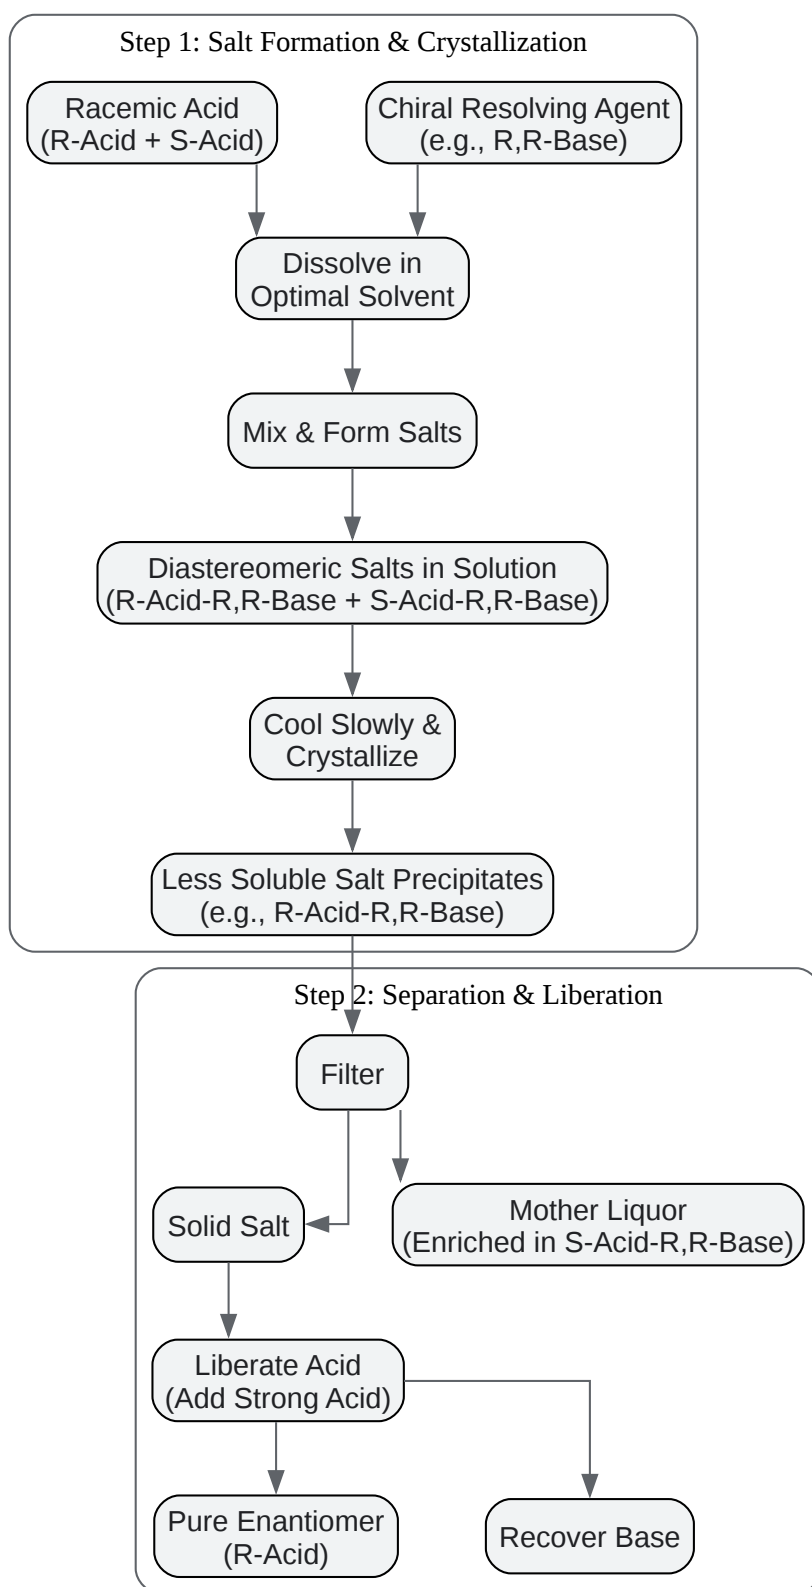 Step 1: Salt Formation & Crystallization
Racemic Acid
(R-Acid + S-Acid)
Chiral Resolving Agent
(e.g., R,R-Base)
Dissolve in
Optimal Solvent
Mix & Form Salts
Diastereomeric Salts in Solution
(R-Acid-R,R-Base + S-Acid-R,R-Base)
Cool Slowly &
Crystallize
Less Soluble Salt Precipitates
(e.g., R-Acid-R,R-Base)
Step 2: Separation & Liberation
Filter
Solid Salt
Mother Liquor
(Enriched in S-Acid-R,R-Base)
Liberate Acid
(Add Strong Acid)
Pure Enantiomer
(R-Acid)
Recover Base